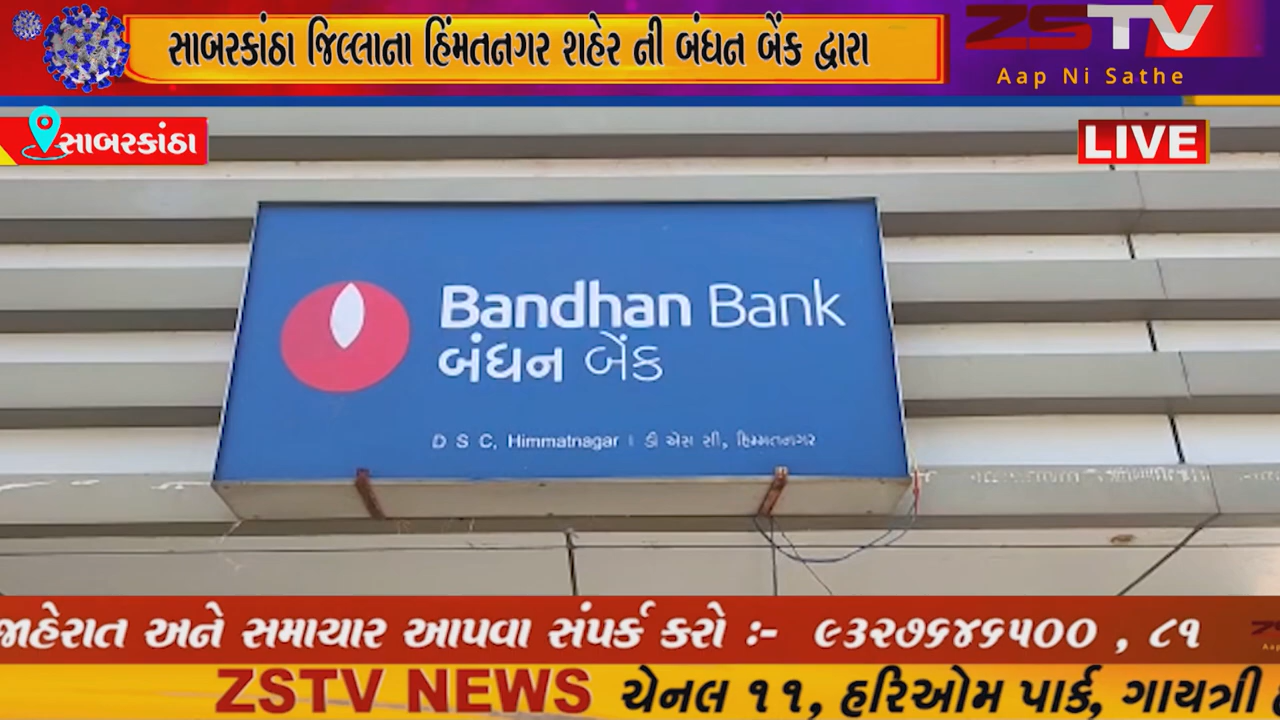 સાબરકાંઠા જિલ્લાના હિંમતનગર શહેર ની બંધન બેંક દ્વારા
ZSTV
Aap Ni Sathe
સાબરકાંઠા
LIVE
Bandhan Bank
બંધન બેંક
D S C, Himmatnagar | ડી એસ સી, હિમ્મતનગર
જાહેરાત અને સમાચાર આપવા સંપર્ક કરો :- ૯૩૨૭૬૪૬૫૦૦ , ૮૧
ZSTV NEWS ચેનલ ૧૧, હરિઓમ પાર્ક, ગાયત્રી